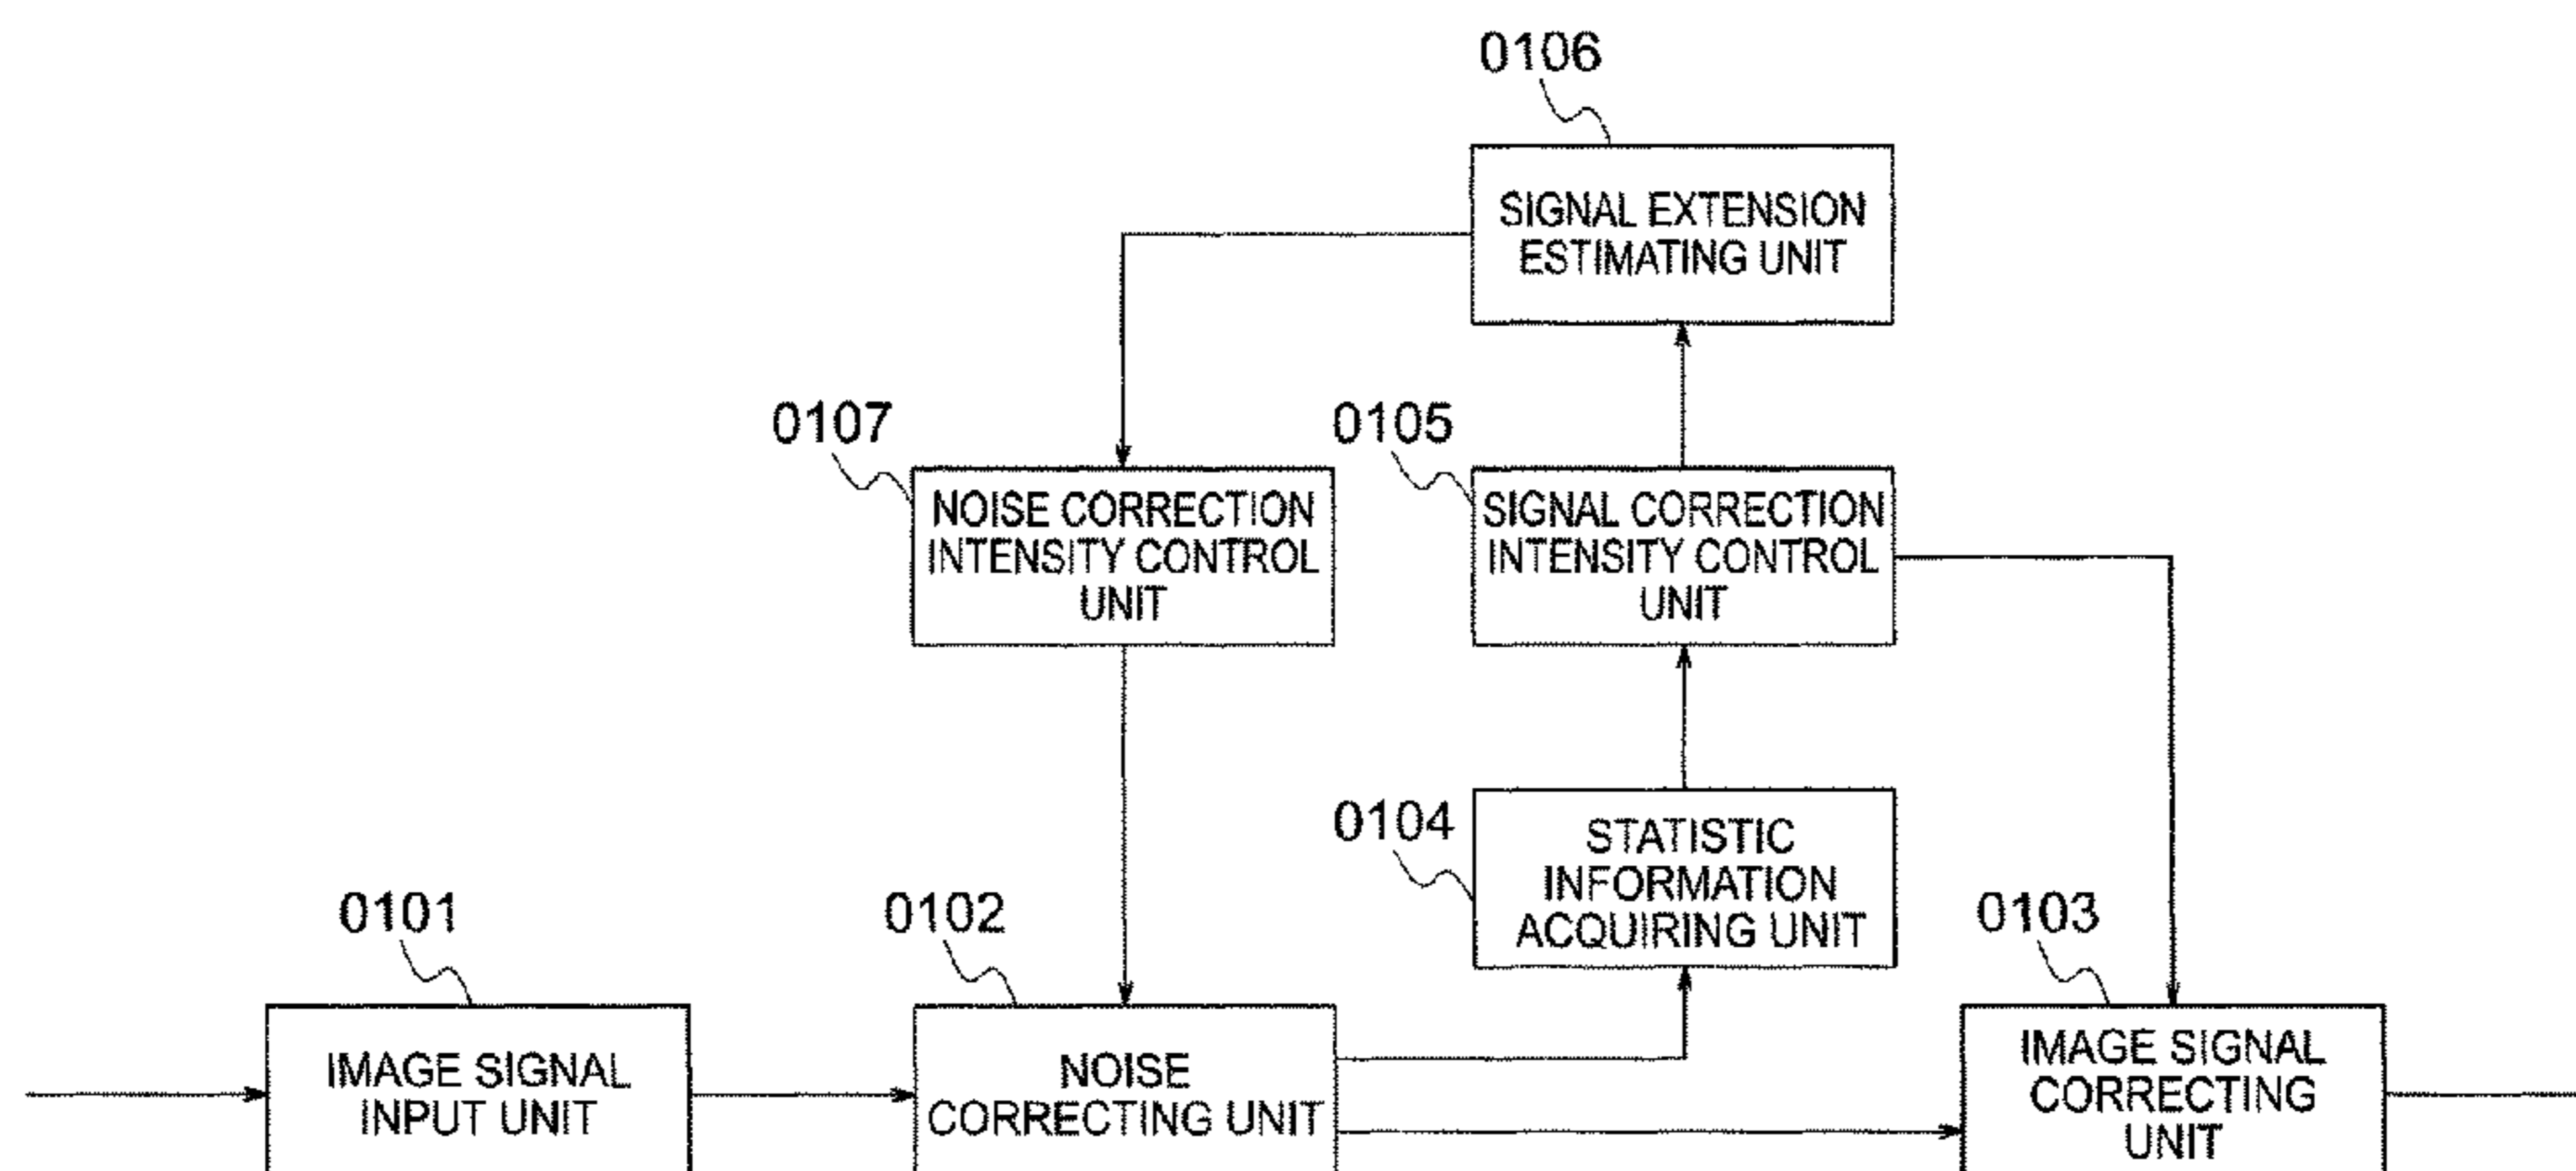 0106
SIGNAL EXTENSION
ESTIMATING UNIT
0107
NOISE CORRECTION
INTENSITY CONTROL
UNIT
0105
SIGNAL CORRECTION
INTENSITY CONTROL
UNIT
0104
STATISTIC
INFORMATION
ACQUIRING UNIT
0101
IMAGE SIGNAL
INPUT UNIT
0102
NOISE
CORRECTING UNIT
0103
IMAGE SIGNAL
CORRECTING
UNIT